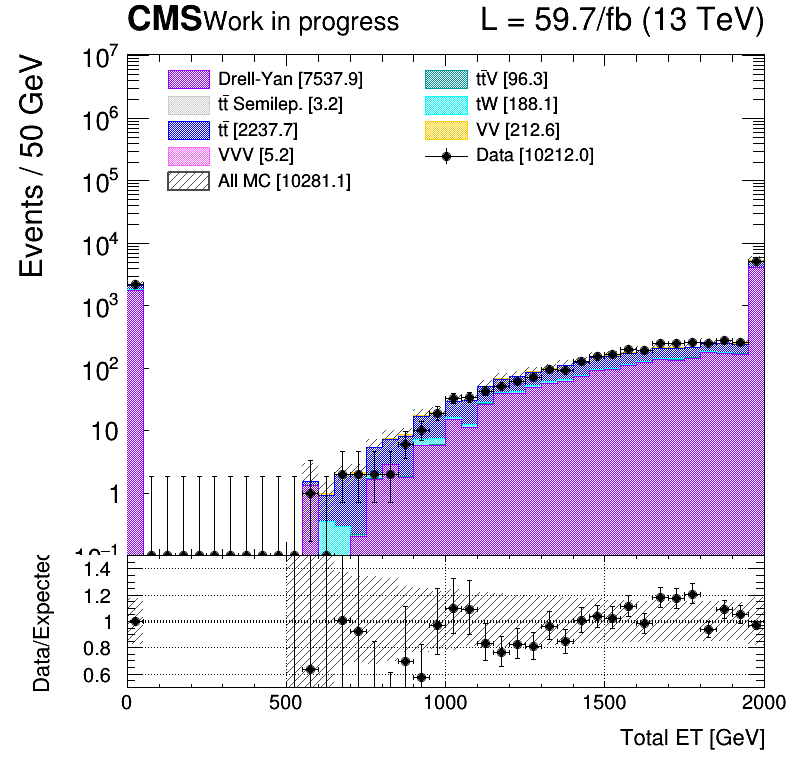 CMS Work in progress L = 59.7/fb (13 TeV)
Events / 50 GeV
10⁷
10⁶
10⁵
10⁴
10³
10²
10
1
10⁻¹
Drell-Yan [7537.9]
tt̄ Semilep. [3.2]
tt̄ [2237.7]
VVV [5.2]
All MC [10281.1]
tt̄V [96.3]
tW [188.1]
VV [212.6]
Data [10212.0]
Data/Expected
1.4
1.2
1
0.8
0.6
0 500 1000 1500 2000
Total ET [GeV]